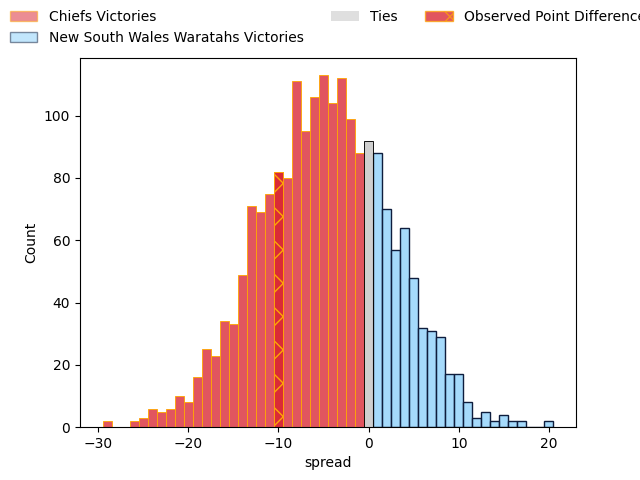 Chiefs Victories
New South Wales Waratahs Victories
Ties
Observed Point Difference
Count
100
80
60
40
20
0
−30
−20
−10
0
10
20
spread